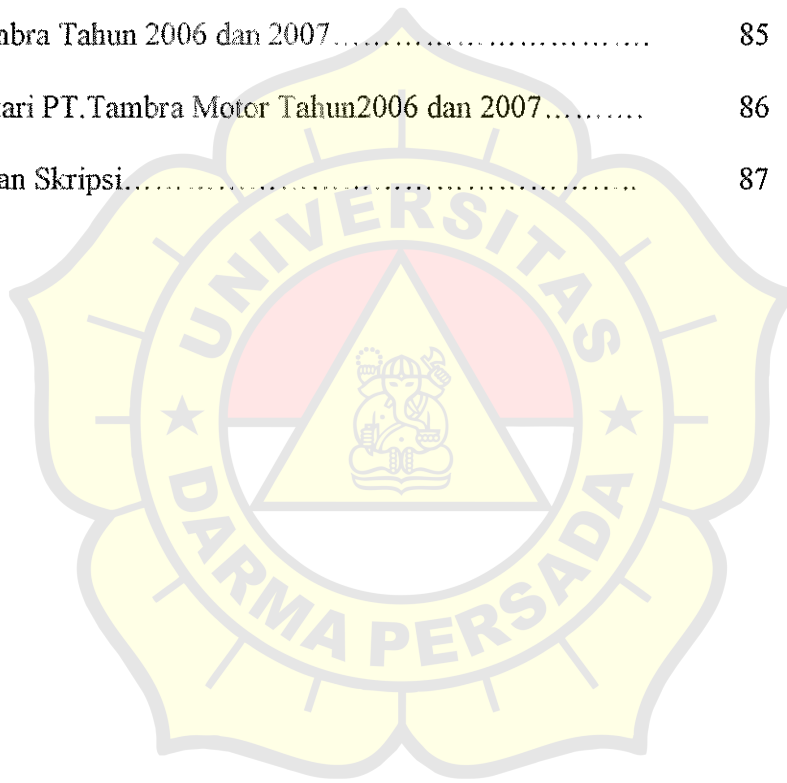 mbra Tahun 2006 dan 2007.................................... 85
tari PT.Tambra Motor Tahun2006 dan 2007.......... 86
an Skripsi........................................................ 87
UNIVERSITAS
DARMA PERSADA